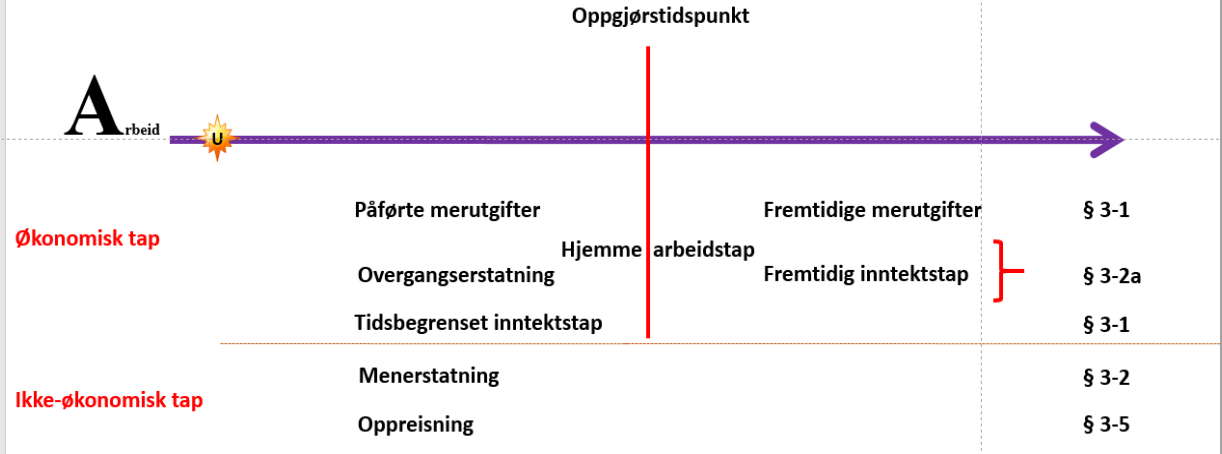 Oppgjørstidspunkt
Arbeid
U
Påførte merutgifter Fremtidige merutgifter § 3-1
Økonomisk tap
Hjemme arbeidstap
Overgangserstatning Fremtidig inntektstap § 3-2a
Tidsbegrenset inntektstap § 3-1
Menerstatning § 3-2
Ikke-økonomisk tap
Oppreisning § 3-5